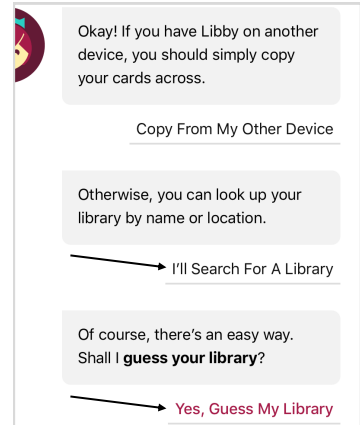 Okay! If you have Libby on another
device, you should simply copy
your cards across.
Copy From My Other Device
Otherwise, you can look up your
library by name or location.
I’ll Search For A Library
Of course, there’s an easy way.
Shall I guess your library?
Yes, Guess My Library